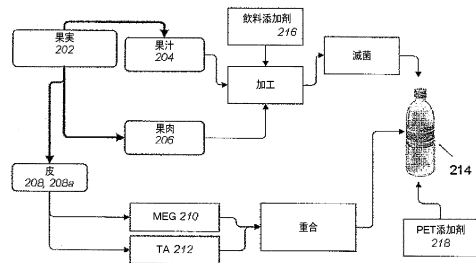 果実
202
果汁
204
飲料添加剤
216
加工
滅菌
果肉
206
214
皮
208, 208a
MEG 210
TA 212
重合
PET添加剤
218